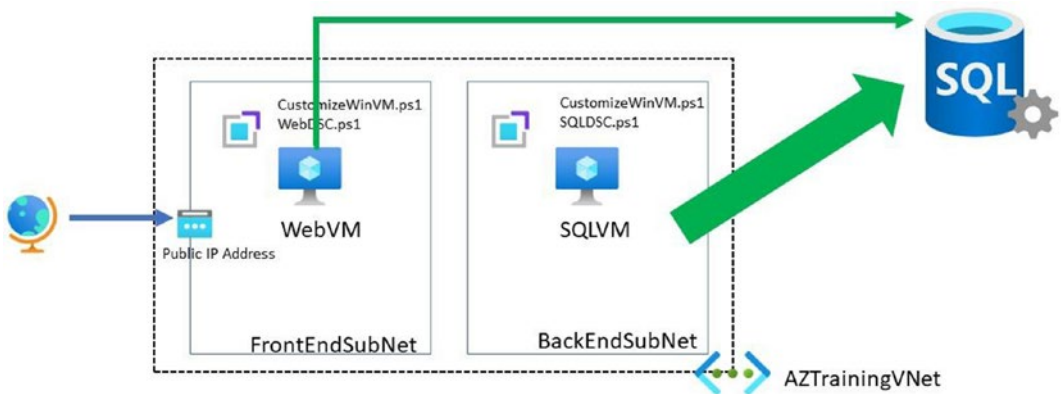 SQL
CustomizeWinVM.ps1
WebDSC.ps1
CustomizeWinVM.ps1
SQLDSC.ps1
WebVM
SQLVM
Public IP Address
FrontEndSubNet
BackEndSubNet
AZTrainingVNet